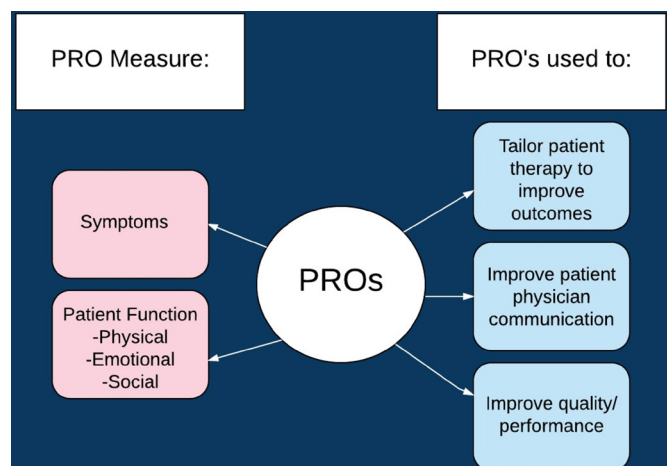 PRO Measure:
PRO's used to:
Symptoms
Patient Function
-Physical
-Emotional
-Social
PROs
Tailor patient
therapy to
improve
outcomes
Improve patient
physician
communication
Improve quality/
performance